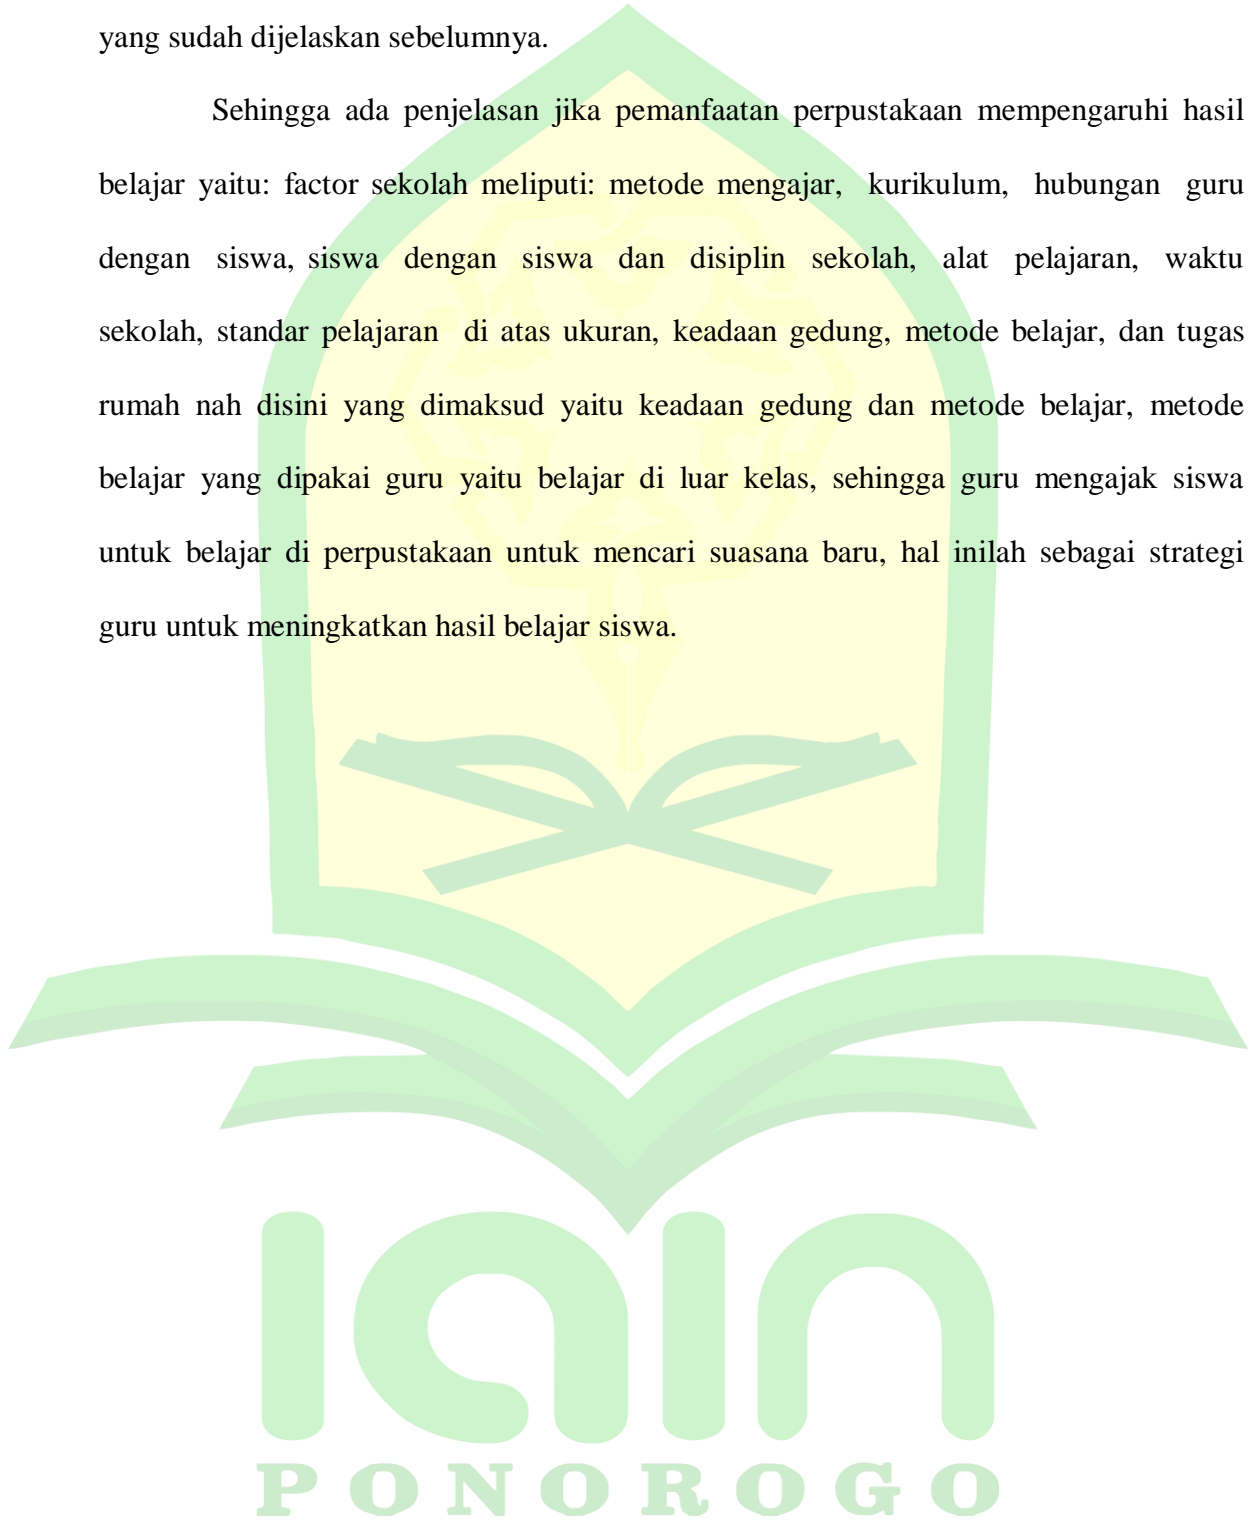 yang sudah dijelaskan sebelumnya.
Sehingga ada penjelasan jika pemanfaatan perpustakaan mempengaruhi hasil
belajar yaitu: factor sekolah meliputi: metode mengajar, kurikulum, hubungan guru
dengan siswa, siswa dengan siswa dan disiplin sekolah, alat pelajaran, waktu
sekolah, standar pelajaran di atas ukuran, keadaan gedung, metode belajar, dan tugas
rumah nah disini yang dimaksud yaitu keadaan gedung dan metode belajar, metode
belajar yang dipakai guru yaitu belajar di luar kelas, sehingga guru mengajak siswa
untuk belajar di perpustakaan untuk mencari suasana baru, hal inilah sebagai strategi
guru untuk meningkatkan hasil belajar siswa.
iain
PONOROGO